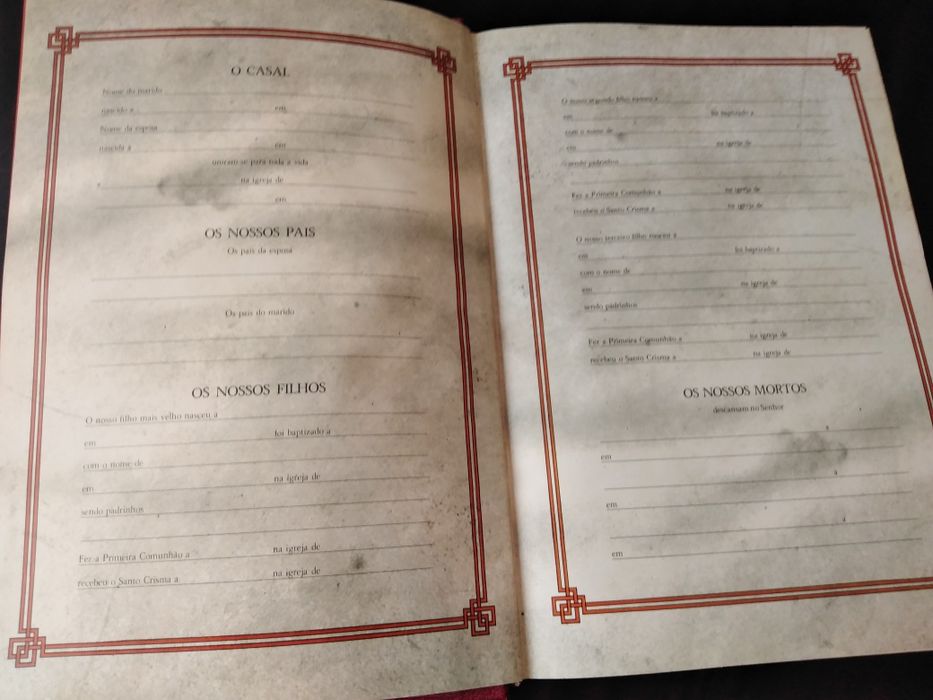 O CASAL
Nome do marido
nascido a em
Nome da esposa
nascida a em
uniram-se para toda a vida
a na igreja de
em
OS NOSSOS PAIS
Os pais da esposa
Os pais do marido
OS NOSSOS FILHOS
O nosso filho mais velho nasceu a
em foi baptizado a
com o nome de
em na igreja de
sendo padrinhos
Fez a Primeira Comunhão a na igreja de
recebeu o Santo Crisma a na igreja de
O nosso segundo filho nasceu a
em foi baptizado a
com o nome de
em na igreja de
sendo padrinhos
Fez a Primeira Comunhão a na igreja de
recebeu o Santo Crisma a na igreja de
O nosso terceiro filho nasceu a
em foi baptizado a
com o nome de
em na igreja de
sendo padrinhos
Fez a Primeira Comunhão a na igreja de
recebeu o Santo Crisma a na igreja de
OS NOSSOS MORTOS
descansam no Senhor
a
em
a
em
a
em